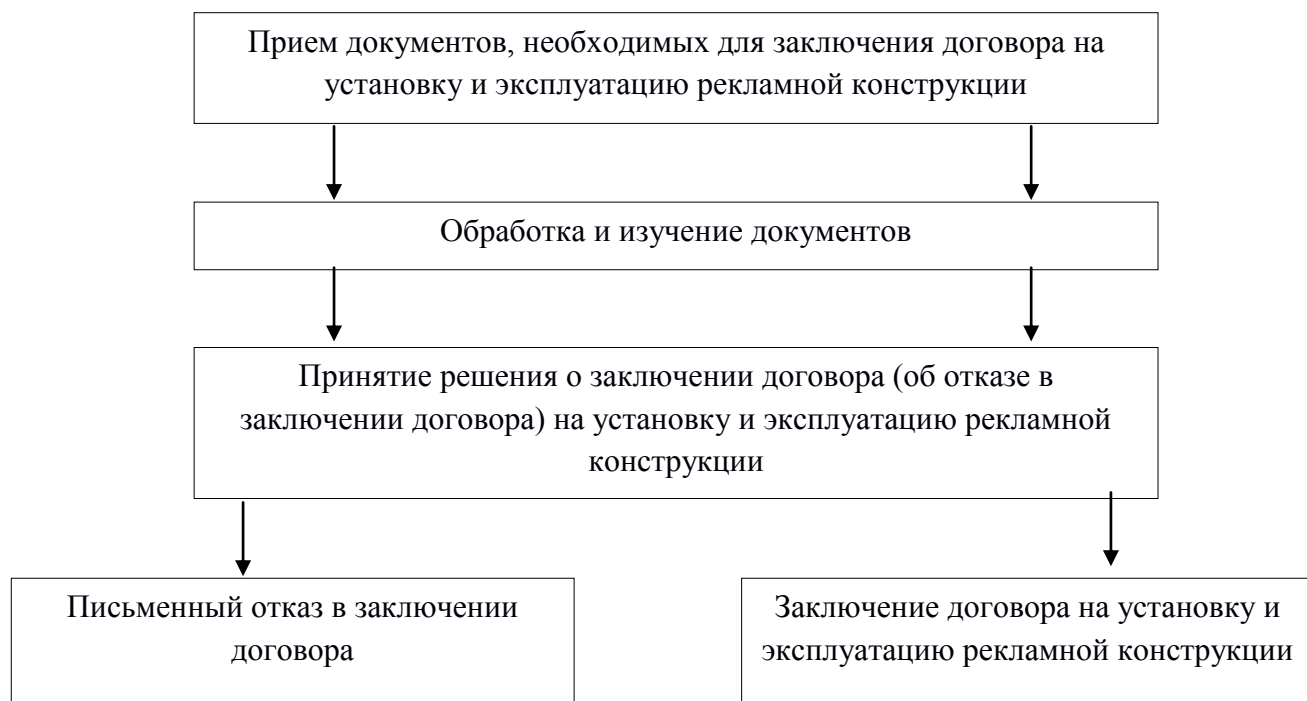 Прием документов, необходимых для заключения договора на
установку и эксплуатацию рекламной конструкции
Обработка и изучение документов
Принятие решения о заключении договора (об отказе в
заключении договора) на установку и эксплуатацию рекламной
конструкции
Письменный отказ в заключении
договора
Заключение договора на установку и
эксплуатацию рекламной конструкции